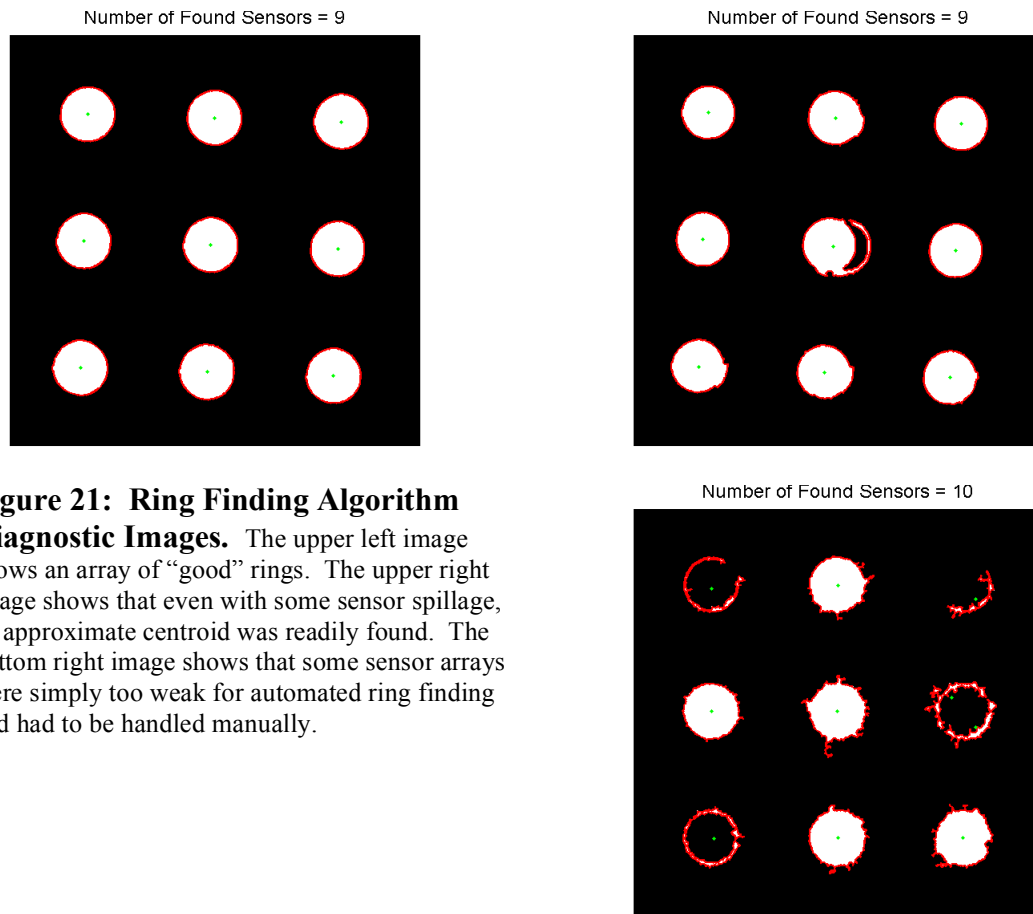 Number of Found Sensors = 9
Number of Found Sensors = 9
gure 21: Ring Finding Algorithm
iagnostic Images. The upper left image
ows an array of “good” rings. The upper right
age shows that even with some sensor spillage,
approximate centroid was readily found. The
ttom right image shows that some sensor arrays
ere simply too weak for automated ring finding
d had to be handled manually.
Number of Found Sensors = 10